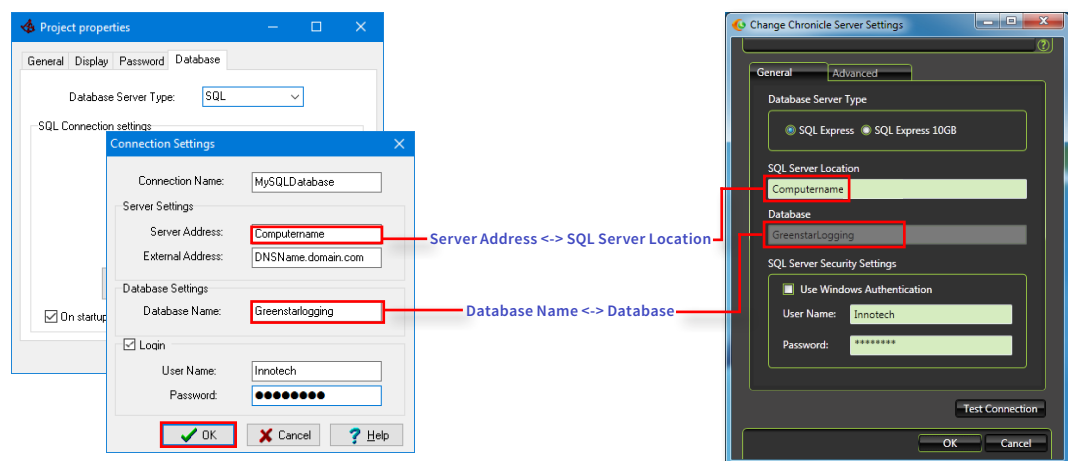 Project properties
General Display Password Database
Database Server Type: SQL
SQL Connection settings
On startup
Connection Settings
Connection Name: MySQLDatabase
Server Settings
Server Address: Computername
External Address: DNSName.domain.com
Database Settings
Database Name: Greenstarlogging
Login
User Name: Innotech
Password: ●●●●●●●●
OK Cancel Help
Server Address <-> SQL Server Location
Database Name <-> Database
Change Chronicle Server Settings
General Advanced
Database Server Type
SQL Express SQL Express 10GB
SQL Server Location
Computername
Database
GreenstarLogging
SQL Server Security Settings
Use Windows Authentication
User Name: Innotech
Password: ********
Test Connection
OK Cancel